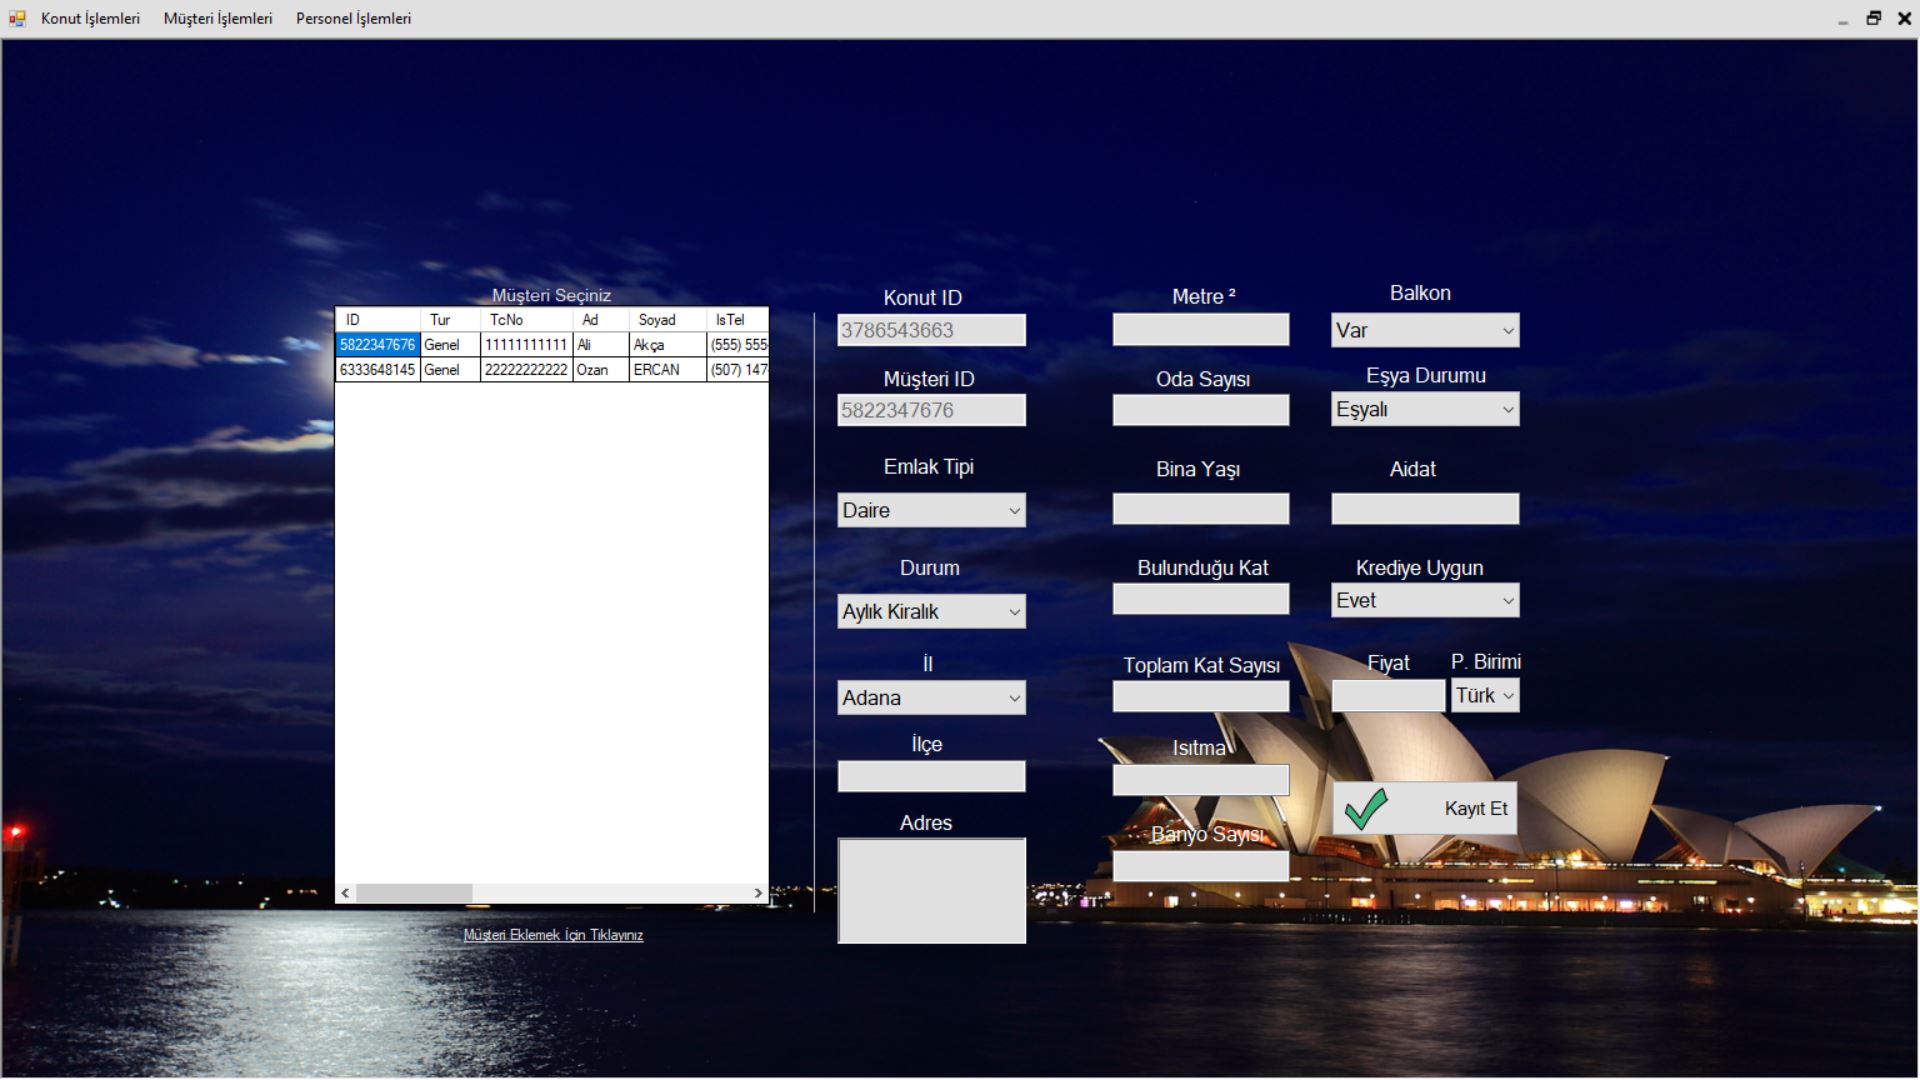 Konut İşlemleri Müşteri İşlemleri Personel İşlemleri
Müşteri Seçiniz
ID Tur TcNo Ad Soyad IsTel
5822347676 Genel 11111111111 Ali Akça (555) 555-
6333648145 Genel 22222222222 Ozan ERCAN (507) 147-
Müşteri Eklemek İçin Tıklayınız
Konut ID
3786543663
Müşteri ID
5822347676
Emlak Tipi
Daire
Durum
Aylık Kiralık
İl
Adana
İlçe
Adres
Metre ²
Oda Sayısı
Bina Yaşı
Bulunduğu Kat
Toplam Kat Sayısı
Isıtma
Banyo Sayısı
Balkon
Var
Eşya Durumu
Eşyalı
Aidat
Krediye Uygun
Evet
Fiyat P. Birimi
Türk
Kayıt Et